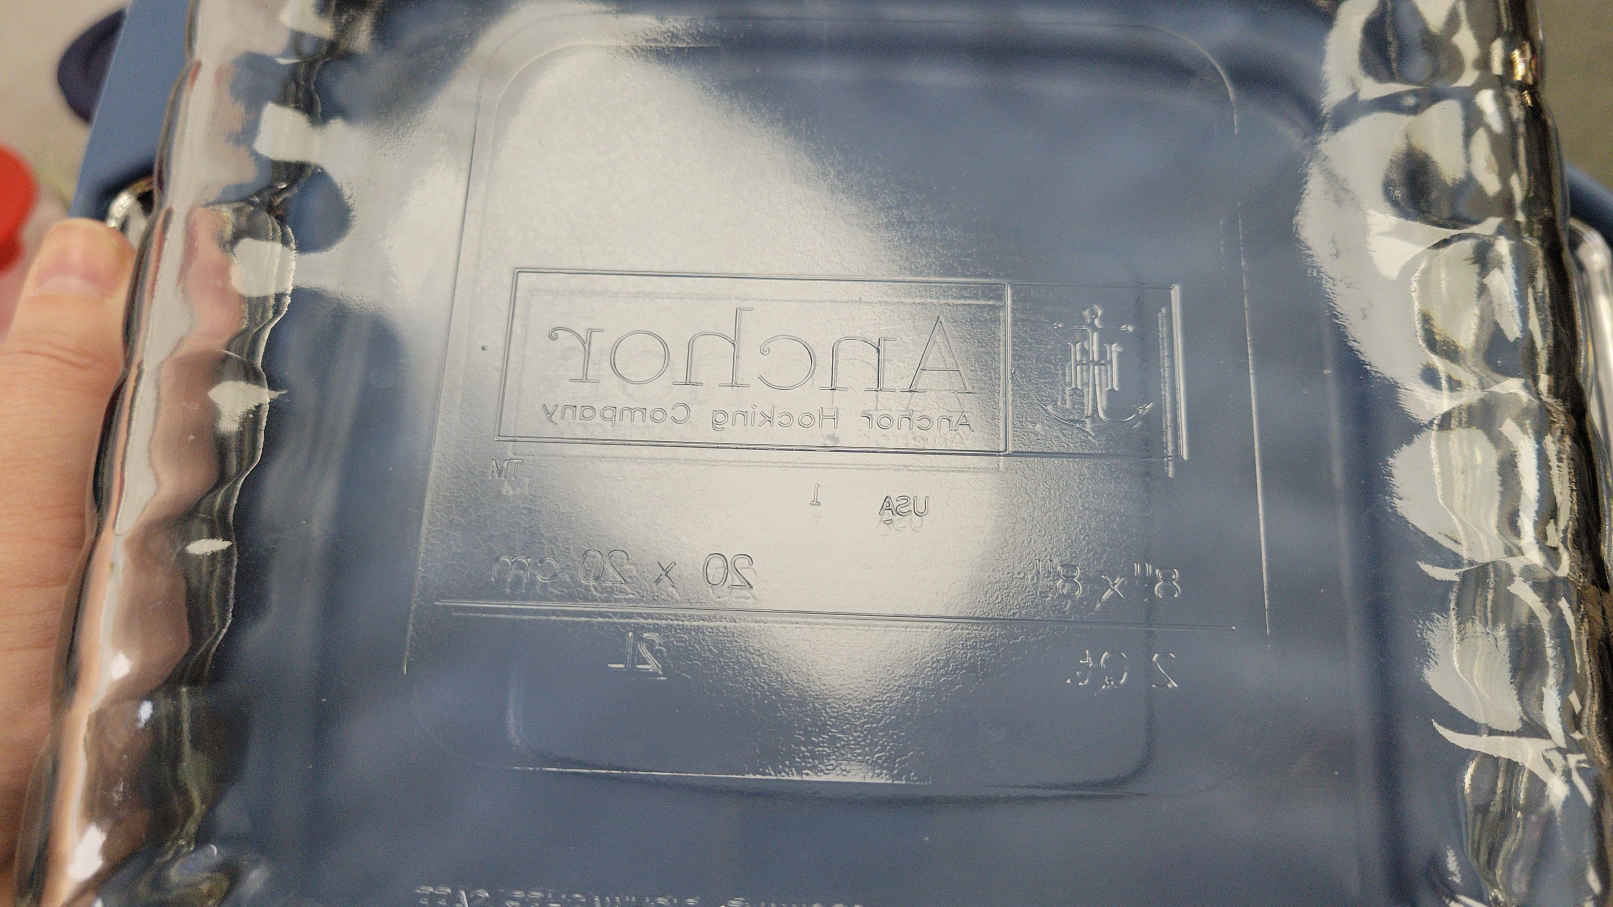 Anchor
Anchor Hocking Company
TM
USA 1
8" x 8" 20 x 20 cm
2 Qt. 2L